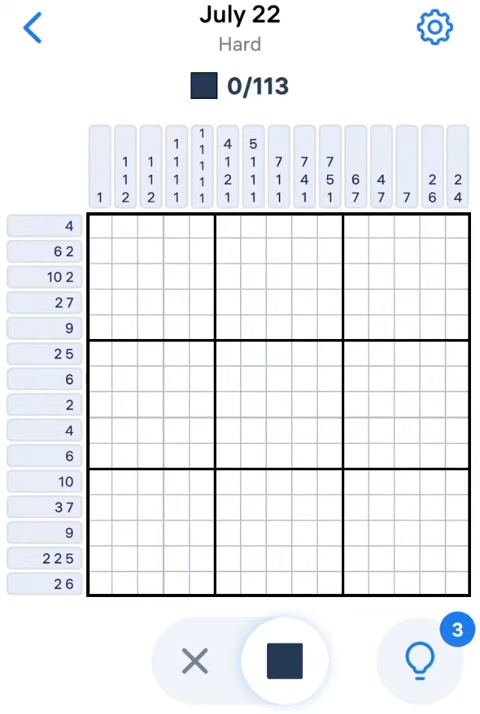 July 22
Hard
0/113
1
1 1 4 5
1 1 1 1 1 1 7 7 7
1 1 1 1 2 1 1 4 5 6 4 2 2
1 2 2 1 1 1 1 1 1 1 7 7 7 6 4
4
6 2
10 2
2 7
9
2 5
6
2
4
6
10
3 7
9
2 2 5
2 6
3